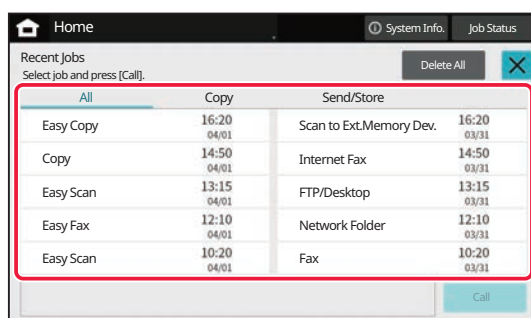 Home
System Info.
Job Status
Recent Jobs
Select job and press [Call].
Delete All
All
Copy
Send/Store
Easy Copy
16:20
04/01
Scan to Ext.Memory Dev.
16:20
03/31
Copy
14:50
04/01
Internet Fax
14:50
03/31
Easy Scan
13:15
04/01
FTP/Desktop
13:15
03/31
Easy Fax
12:10
04/01
Network Folder
12:10
03/31
Easy Scan
10:20
04/01
Fax
10:20
03/31
Call